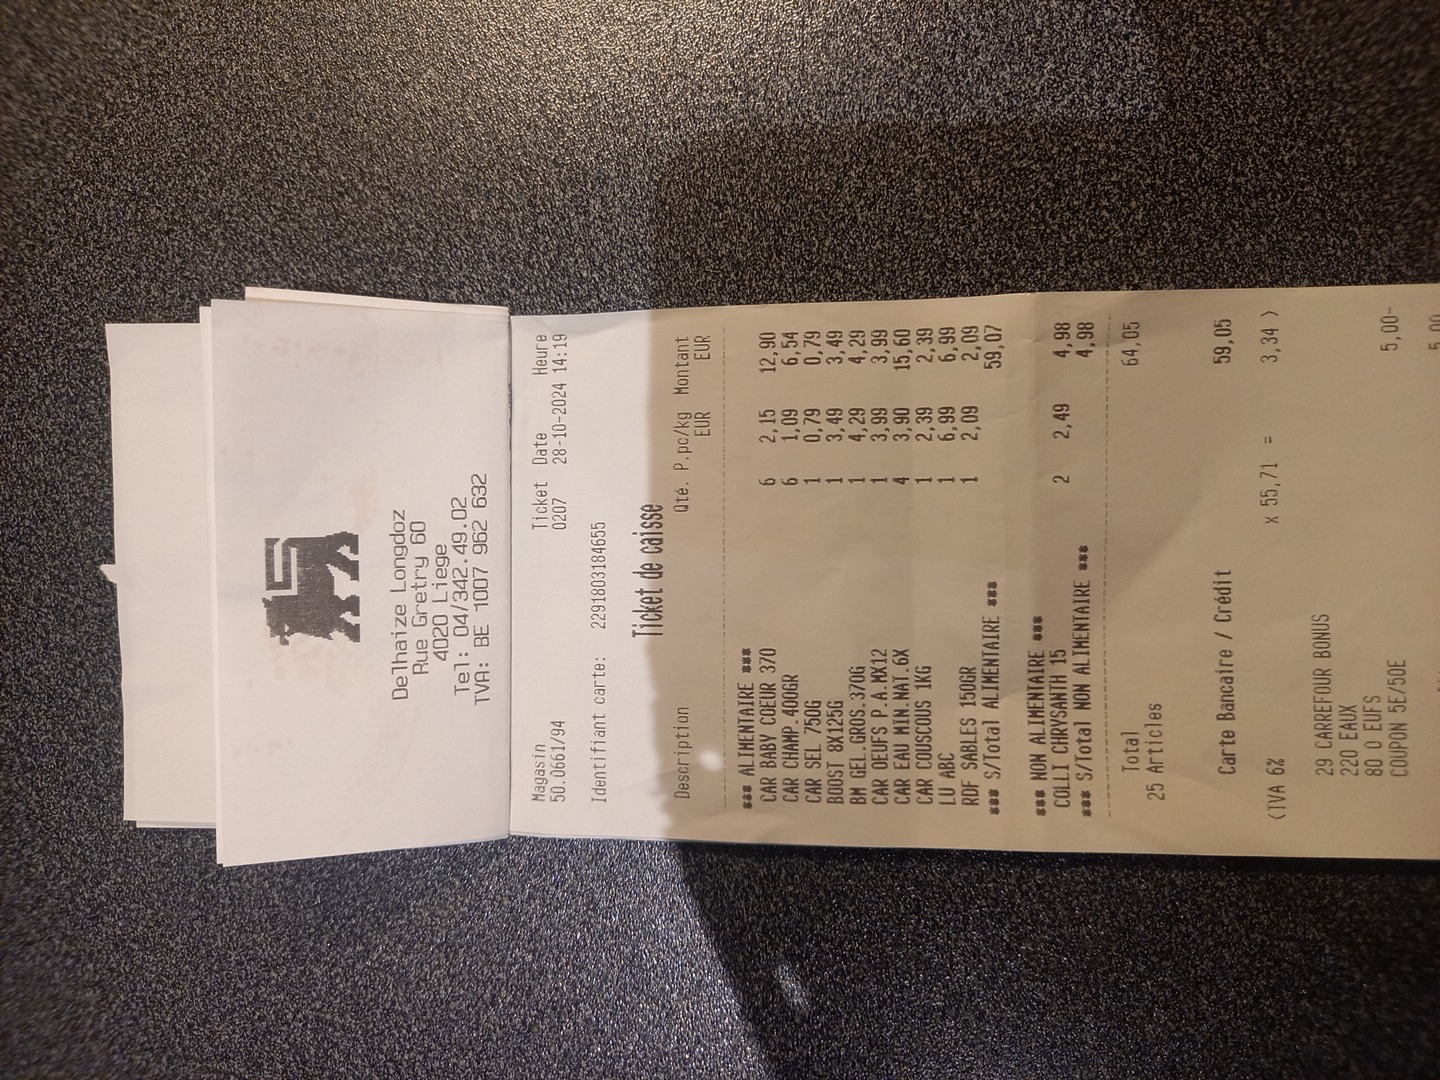 Delhaize Longdoz
Rue Gretry 60
4020 Liege
Tel: 04/342.49.02
TVA: BE 1007 962 632
Magasin Ticket Date Heure
50.0661/94 0207 28-10-2024 14:19
Identifiant carte: 2291803184655
Ticket de caisse
Description Qté. P.pc/kg Montant
EUR EUR
*** ALIMENTAIRE ***
CAR BABY COEUR 370 6 2,15 12,90
CAR CHAMP.400GR 6 1,09 6,54
CAR SEL 750G 1 0,79 0,79
BOOST 8X125G 1 3,49 3,49
BM GEL.GROS.370G 1 4,29 4,29
CAR OEUFS P.A.MX12 1 3,99 3,99
CAR EAU MIN.NAT.6X 4 3,90 15,60
CAR COUSCOUS 1KG 1 2,39 2,39
LU ABC 1 6,99 6,99
RDF SABLES 150GR 1 2,09 2,09
*** S/Total ALIMENTAIRE *** 59,07
*** NON ALIMENTAIRE ***
COLLI CHRYSANTH 15 2 2,49 4,98
*** S/Total NON ALIMENTAIRE *** 4,98
Total 64,05
25 Articles
Carte Bancaire / Crédit 59,05
(TVA 6% x 55,71 = 3,34 )
29 CARREFOUR BONUS
220 EAUX
80 O EUFS
COUPON 5E/50E 5,00-